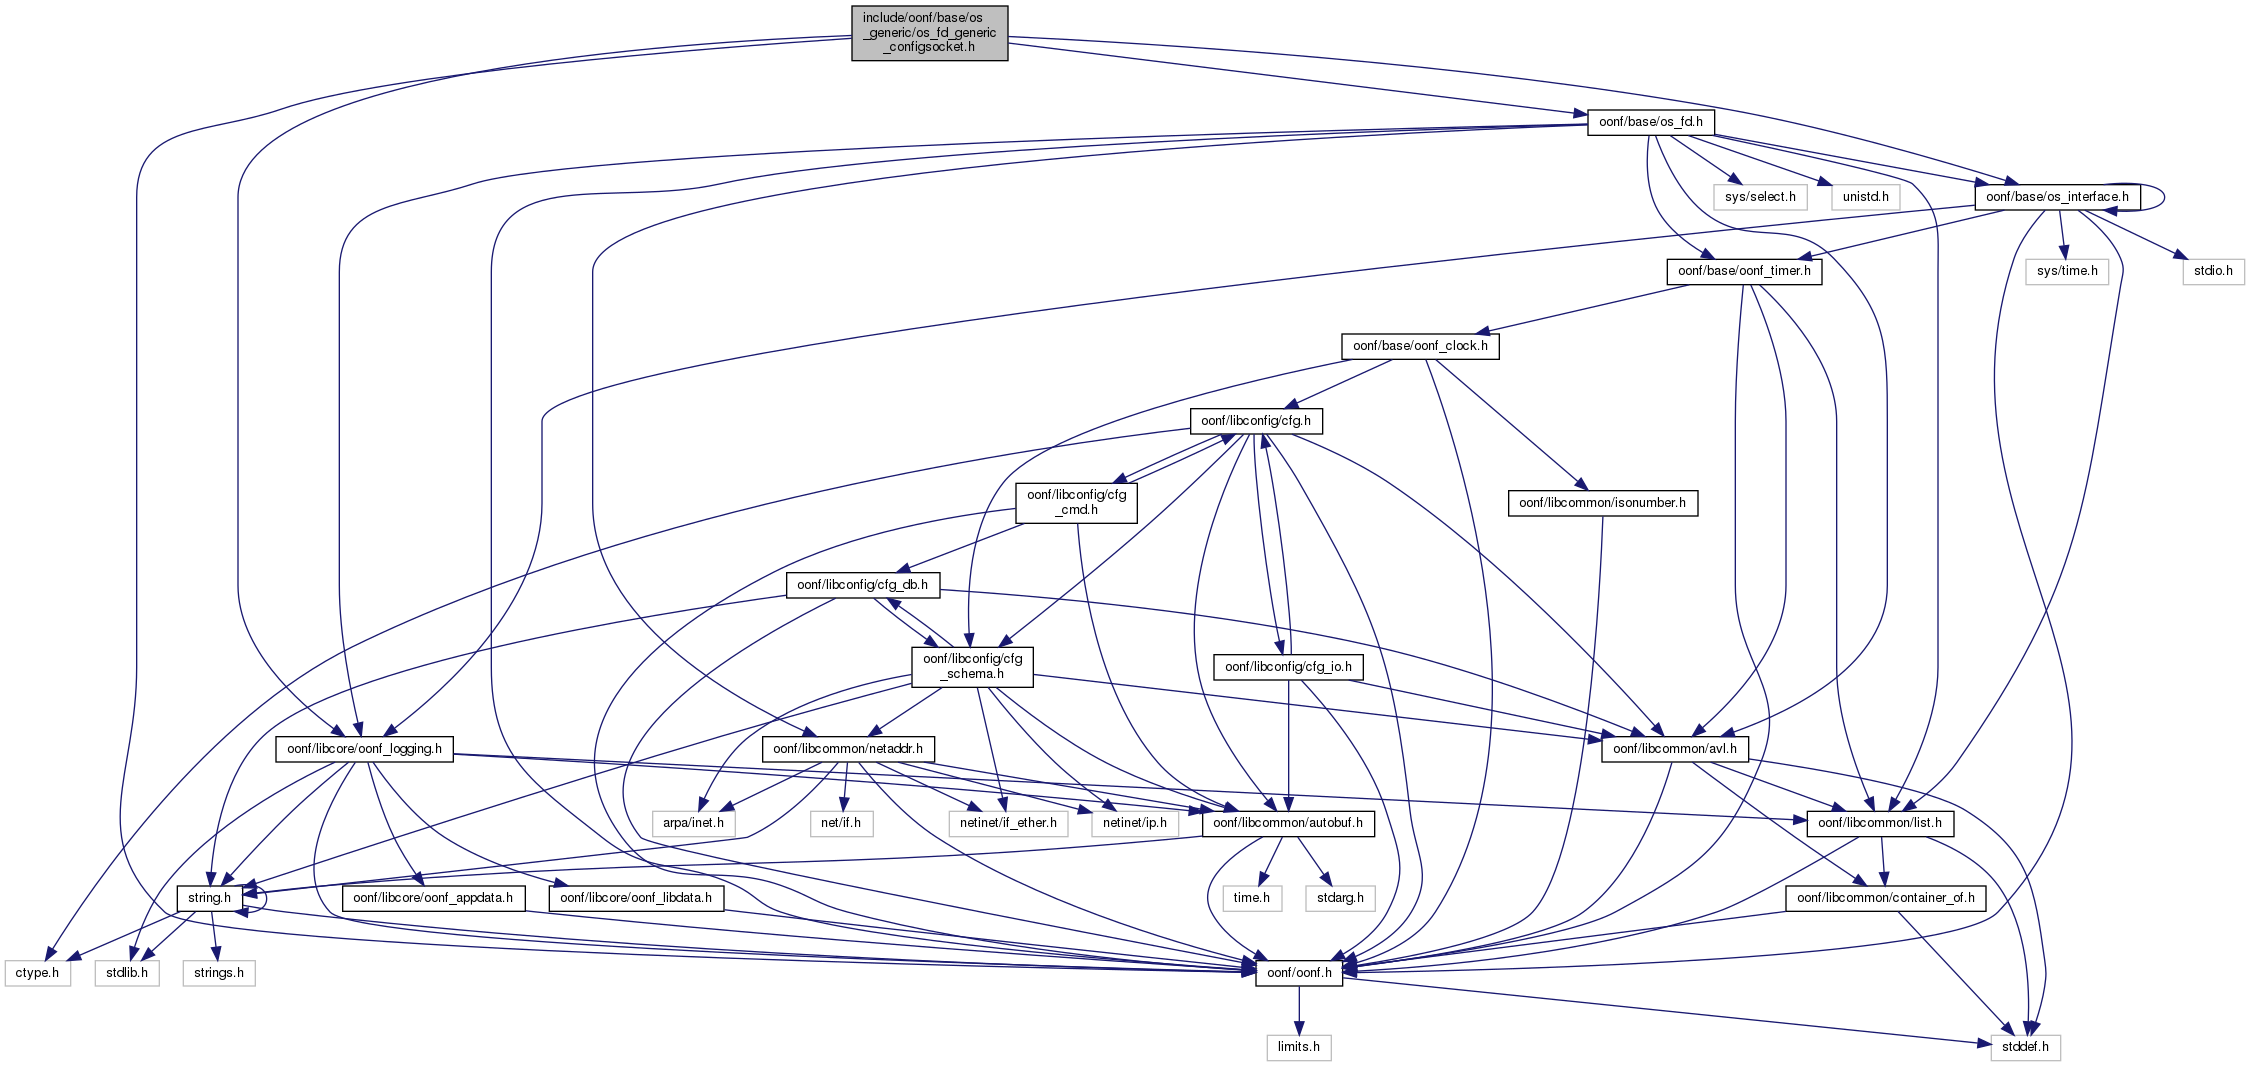 include/oonf/base/os
_generic/os_fd_generic
_configsocket.h
oonf/base/os_fd.h
sys/select.h
unistd.h
oonf/base/os_interface.h
oonf/base/oonf_timer.h
sys/time.h
stdio.h
oonf/base/oonf_clock.h
oonf/libconfig/cfg.h
oonf/libconfig/cfg
_cmd.h
oonf/libcommon/isonumber.h
oonf/libconfig/cfg_db.h
oonf/libconfig/cfg
_schema.h
oonf/libconfig/cfg_io.h
oonf/libcore/oonf_logging.h
oonf/libcommon/netaddr.h
oonf/libcommon/avl.h
arpa/inet.h
net/if.h
netinet/if_ether.h
netinet/ip.h
oonf/libcommon/autobuf.h
oonf/libcommon/list.h
string.h
oonf/libcore/oonf_appdata.h
oonf/libcore/oonf_libdata.h
time.h
stdarg.h
oonf/libcommon/container_of.h
ctype.h
stdlib.h
strings.h
oonf/oonf.h
limits.h
stddef.h